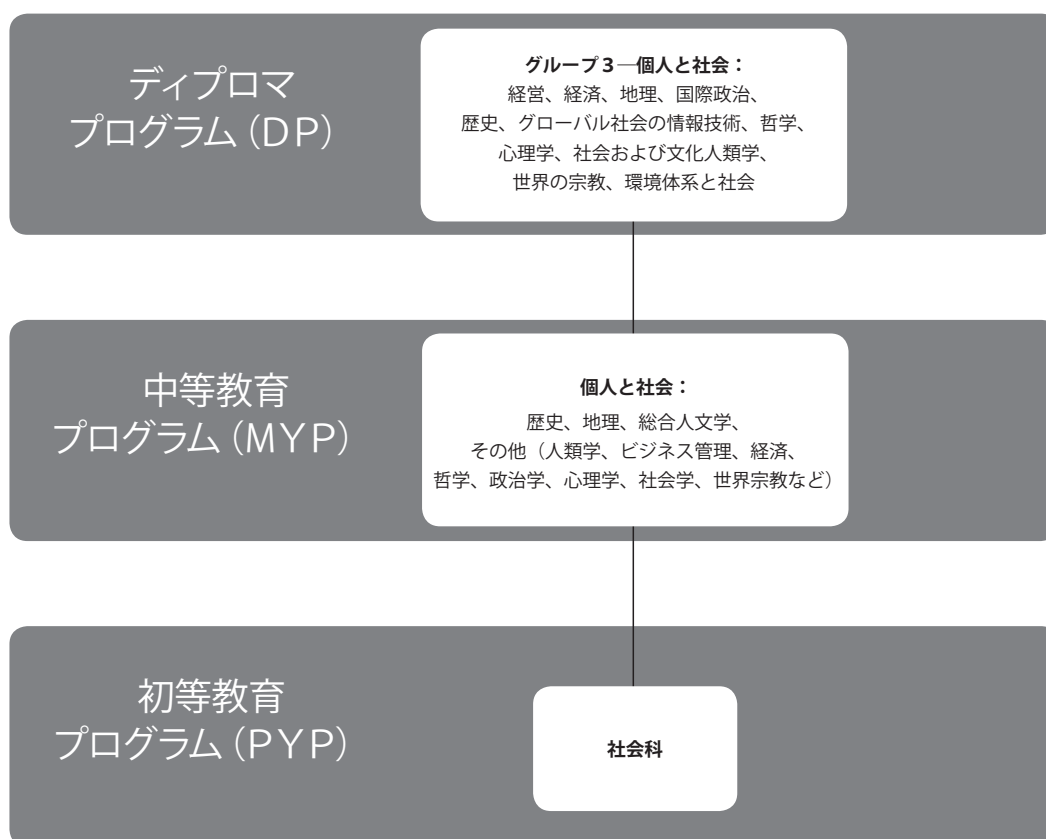 ディプロマ
プログラム（ＤＰ）
グループ３―個人と社会：
経営、経済、地理、国際政治、
歴史、グローバル社会の情報技術、哲学、
心理学、社会および文化人類学、
世界の宗教、環境体系と社会
中等教育
プログラム（ＭＹＰ）
個人と社会：
歴史、地理、総合人文学、
その他（人類学、ビジネス管理、経済、
哲学、政治学、心理学、社会学、世界宗教など）
初等教育
プログラム（ＰＹＰ）
社会科